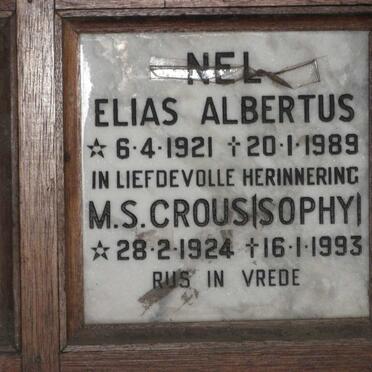 NEL
ELIAS ALBERTUS
☆ 6·4·1921 † 20·1·1989
IN LIEFDEVOLLE HERINNERING
M.S. CROUS (SOPHY)
☆ 28·2·1924 † 16·1·1993
RUS IN VREDE